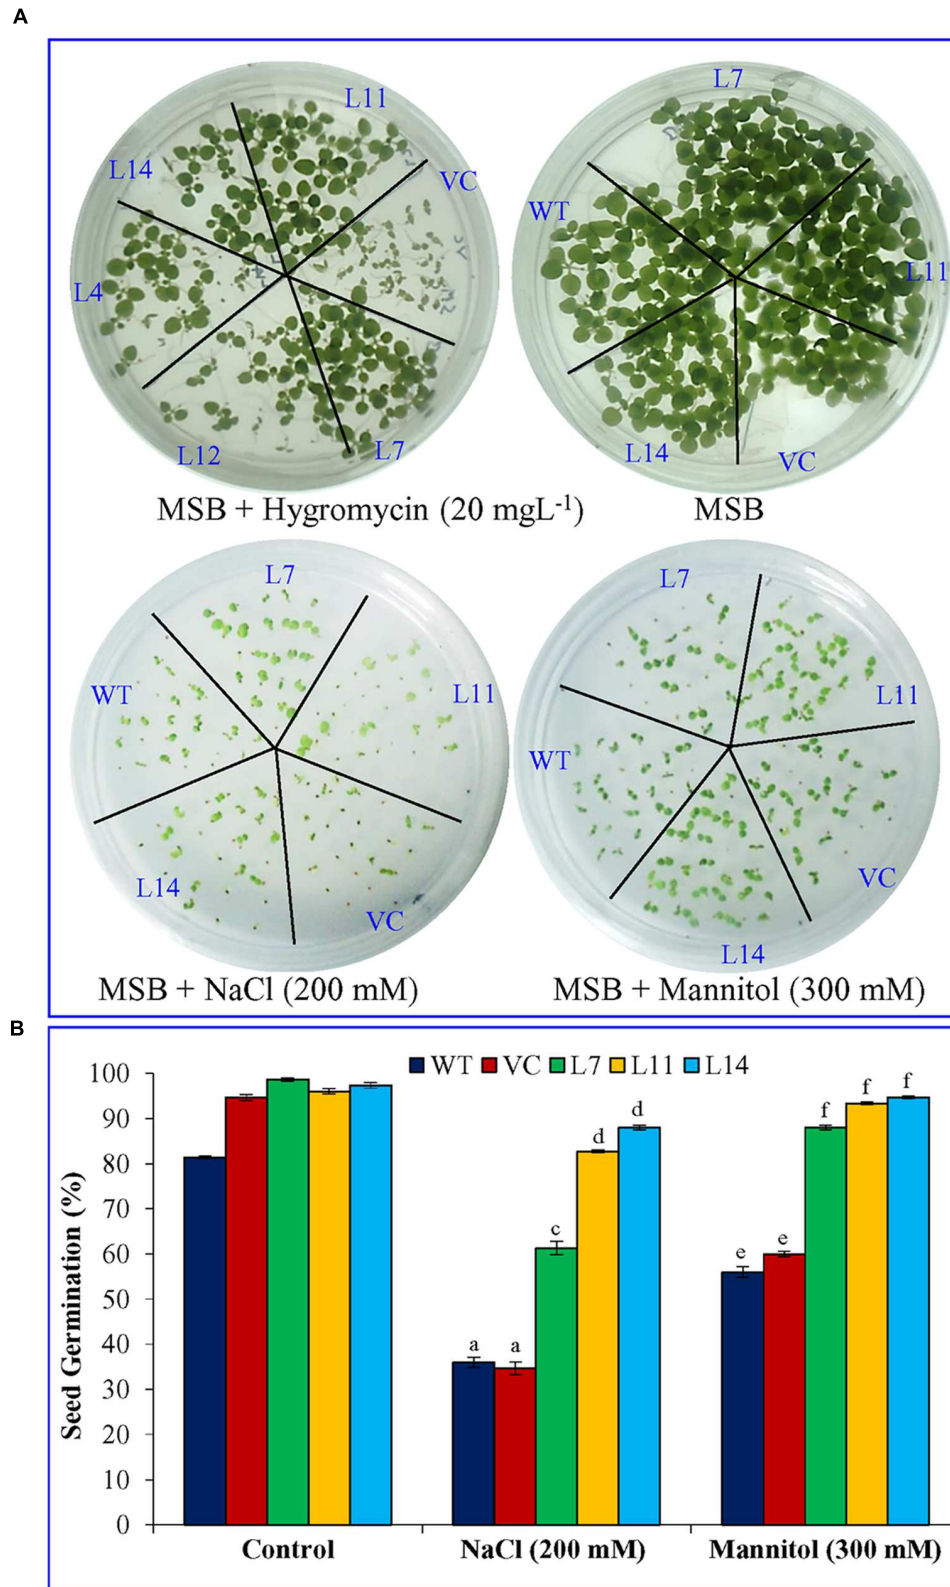 A
L11
L14
VC
L4
L12
L7
MSB + Hygromycin (20 mgL-1)
L7
WT
L11
L14
VC
MSB
L7
WT
L11
L14
VC
MSB + NaCl (200 mM)
L7
L11
WT
VC
L14
MSB + Mannitol (300 mM)
B
WT VC L7 L11 L14
Seed Germination (%)
100
90
80
70
60
50
40
30
20
10
0
a a c d d
e e f f f
Control NaCl (200 mM) Mannitol (300 mM)